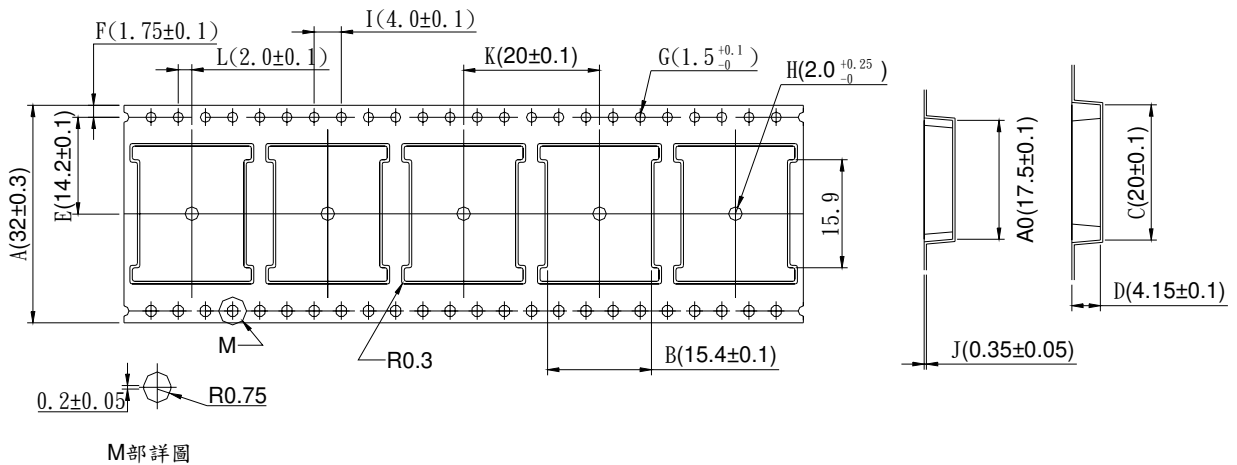 F(1.75±0.1)
I(4.0±0.1)
L(2.0±0.1)
K(20±0.1)
G(1.5 +0.1 -0)
H(2.0 +0.25 -0)
A(32±0.3)
E(14.2±0.1)
15.9
A0(17.5±0.1)
C(20±0.1)
D(4.15±0.1)
J(0.35±0.05)
M
R0.3
B(15.4±0.1)
0.2±0.05
R0.75
M部詳圖